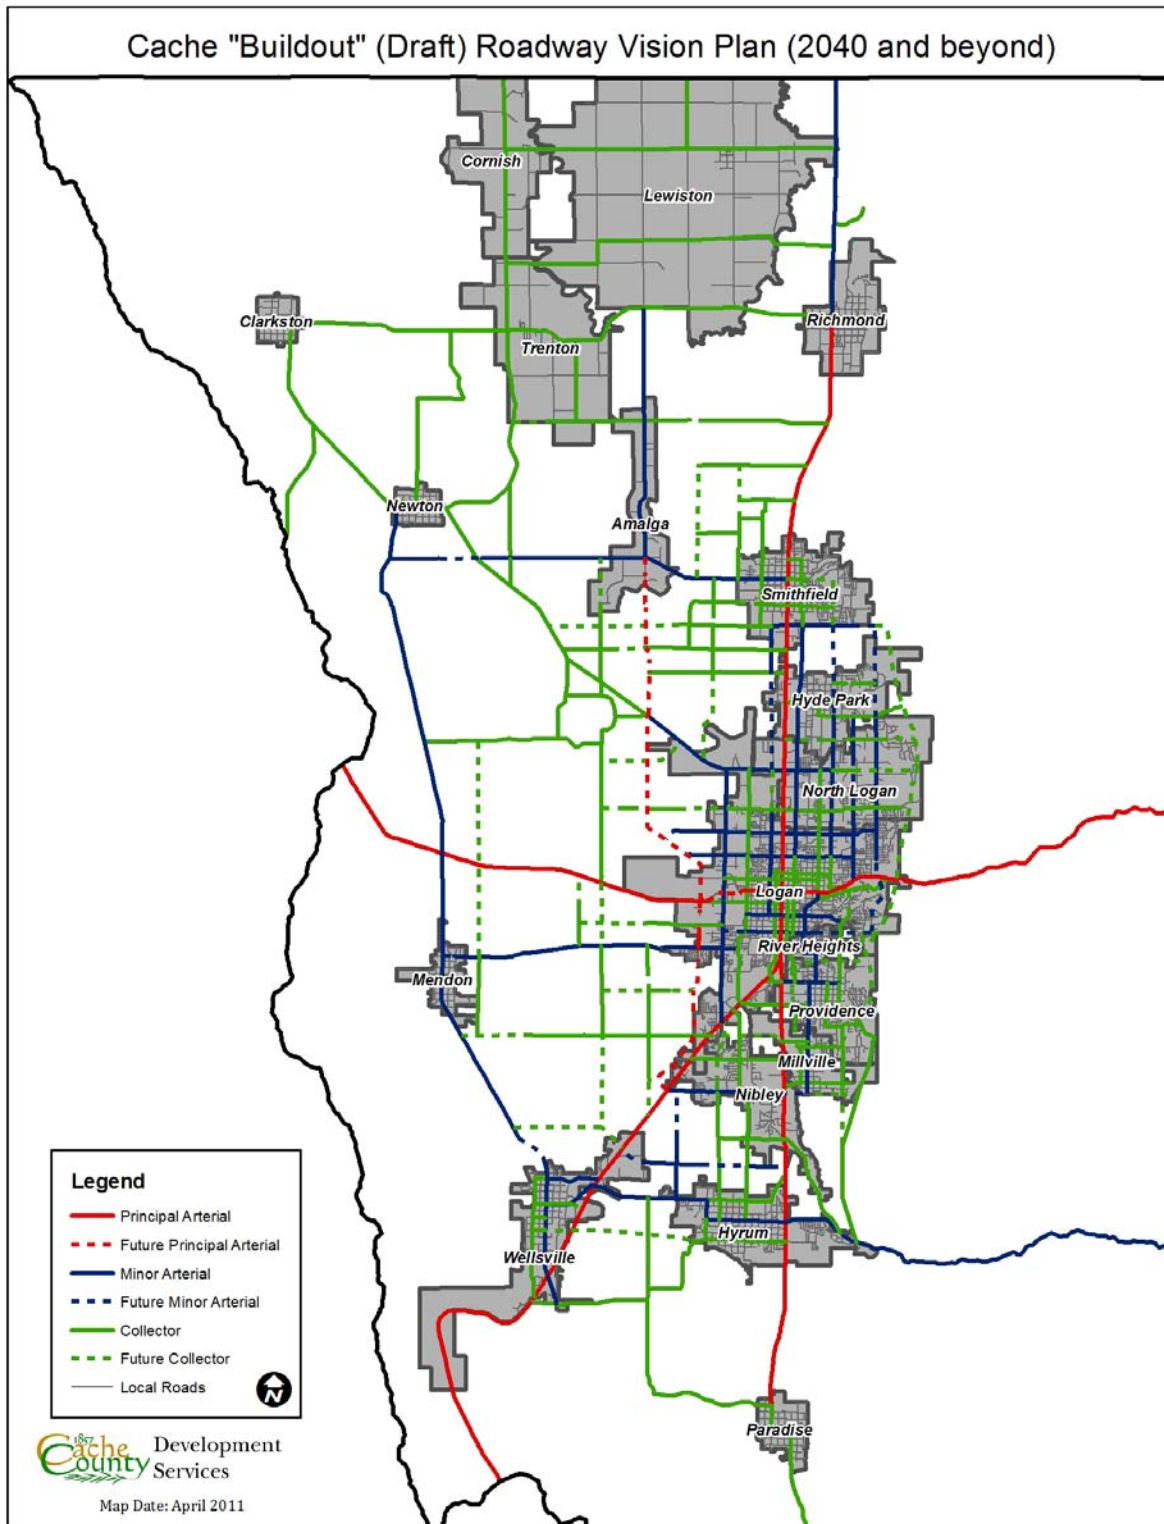 Cache "Buildout" (Draft) Roadway Vision Plan (2040 and beyond)
Cornish
Lewiston
Clarkston
Richmond
Trenton
Newton
Amalga
Smithfield
Hyde Park
North Logan
Logan
River Heights
Mendon
Providence
Millville
Nibley
Hyrum
Wellsville
Paradise
Legend
Principal Arterial
Future Principal Arterial
Minor Arterial
Future Minor Arterial
Collector
Future Collector
Local Roads
N
1857
Cache
County
Development
Services
Map Date: April 2011